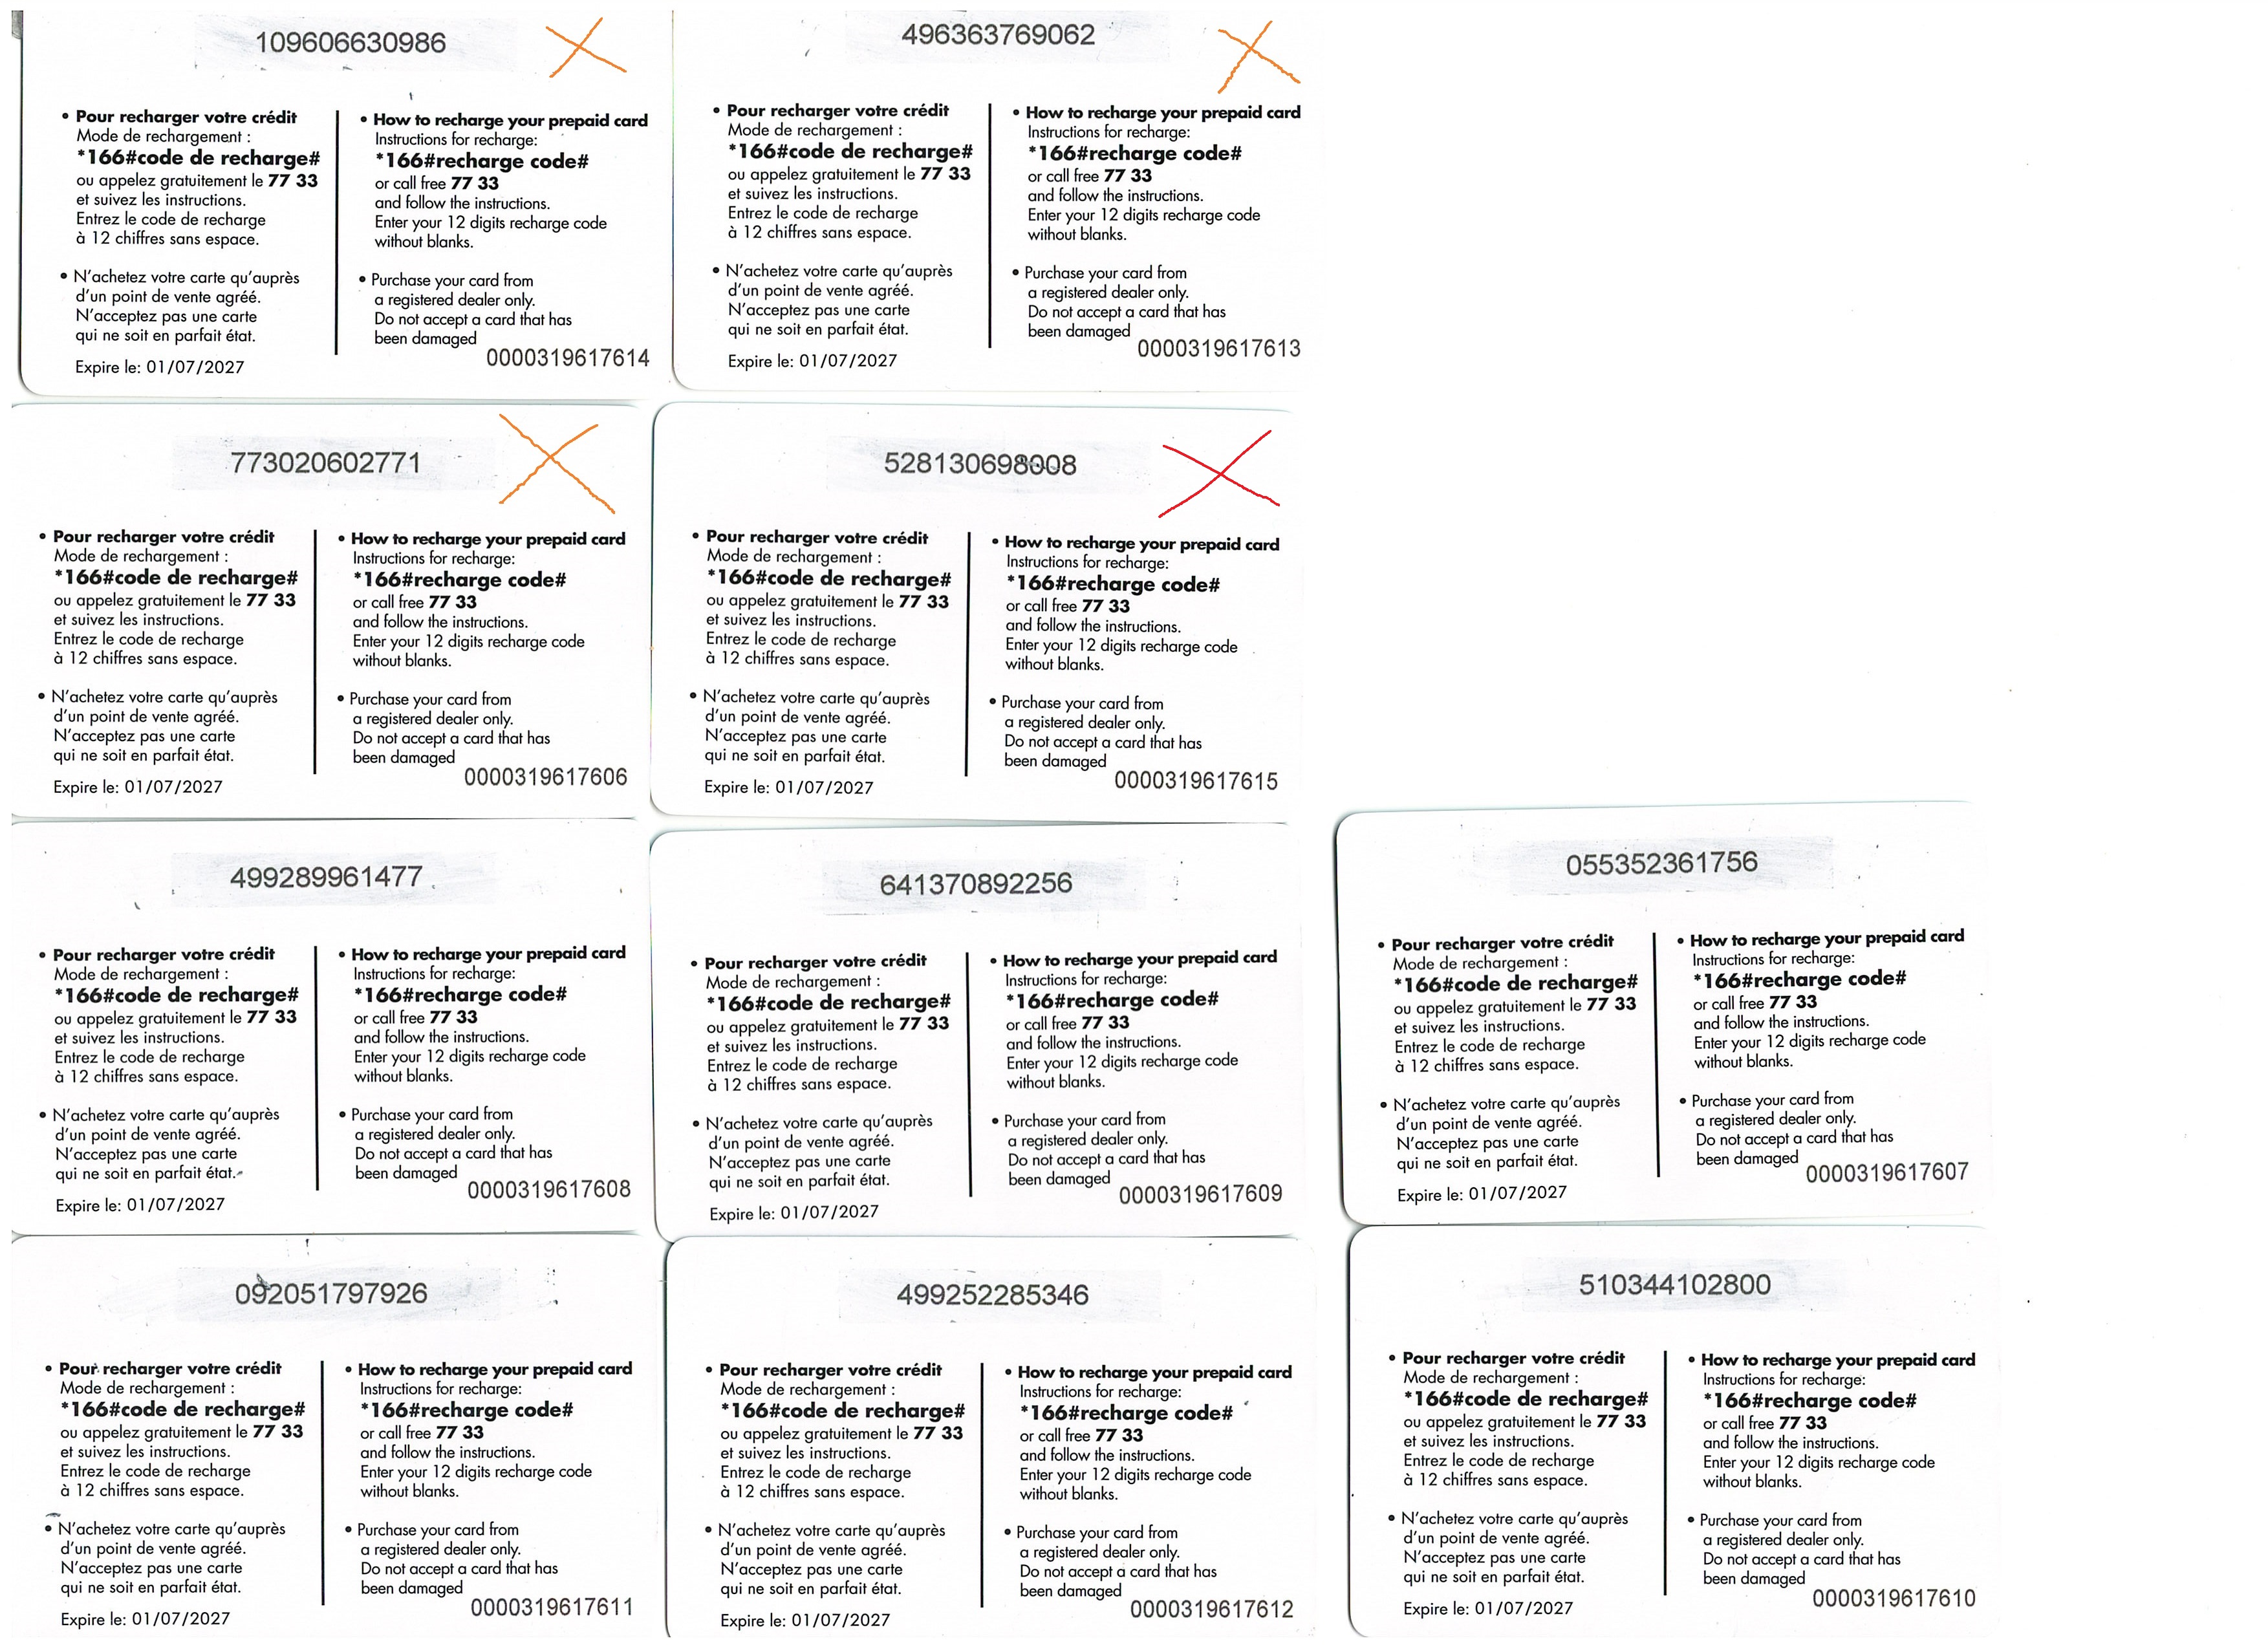 109606630986
• Pour recharger votre crédit
Mode de rechargement :
*166#code de recharge#
ou appelez gratuitement le 77 33
et suivez les instructions.
Entrez le code de recharge
à 12 chiffres sans espace.
• N'achetez votre carte qu'auprès
d'un point de vente agréé.
N'acceptez pas une carte
qui ne soit en parfait état.
Expire le: 01/07/2027
• How to recharge your prepaid card
Instructions for recharge:
*166#recharge code#
or call free 77 33
and follow the instructions.
Enter your 12 digits recharge code
without blanks.
• Purchase your card from
a registered dealer only.
Do not accept a card that has
been damaged
0000319617614
496363769062
• Pour recharger votre crédit
Mode de rechargement :
*166#code de recharge#
ou appelez gratuitement le 77 33
et suivez les instructions.
Entrez le code de recharge
à 12 chiffres sans espace.
• N'achetez votre carte qu'auprès
d'un point de vente agréé.
N'acceptez pas une carte
qui ne soit en parfait état.
Expire le: 01/07/2027
• How to recharge your prepaid card
Instructions for recharge:
*166#recharge code#
or call free 77 33
and follow the instructions.
Enter your 12 digits recharge code
without blanks.
• Purchase your card from
a registered dealer only.
Do not accept a card that has
been damaged
0000319617613
773020602771
• Pour recharger votre crédit
Mode de rechargement :
*166#code de recharge#
ou appelez gratuitement le 77 33
et suivez les instructions.
Entrez le code de recharge
à 12 chiffres sans espace.
• N'achetez votre carte qu'auprès
d'un point de vente agréé.
N'acceptez pas une carte
qui ne soit en parfait état.
Expire le: 01/07/2027
• How to recharge your prepaid card
Instructions for recharge:
*166#recharge code#
or call free 77 33
and follow the instructions.
Enter your 12 digits recharge code
without blanks.
• Purchase your card from
a registered dealer only.
Do not accept a card that has
been damaged
0000319617606
528130698008
• Pour recharger votre crédit
Mode de rechargement :
*166#code de recharge#
ou appelez gratuitement le 77 33
et suivez les instructions.
Entrez le code de recharge
à 12 chiffres sans espace.
• N'achetez votre carte qu'auprès
d'un point de vente agréé.
N'acceptez pas une carte
qui ne soit en parfait état.
Expire le: 01/07/2027
• How to recharge your prepaid card
Instructions for recharge:
*166#recharge code#
or call free 77 33
and follow the instructions.
Enter your 12 digits recharge code
without blanks.
• Purchase your card from
a registered dealer only.
Do not accept a card that has
been damaged
0000319617615
499289961477
• Pour recharger votre crédit
Mode de rechargement :
*166#code de recharge#
ou appelez gratuitement le 77 33
et suivez les instructions.
Entrez le code de recharge
à 12 chiffres sans espace.
• N'achetez votre carte qu'auprès
d'un point de vente agréé.
N'acceptez pas une carte
qui ne soit en parfait état.
Expire le: 01/07/2027
• How to recharge your prepaid card
Instructions for recharge:
*166#recharge code#
or call free 77 33
and follow the instructions.
Enter your 12 digits recharge code
without blanks.
• Purchase your card from
a registered dealer only.
Do not accept a card that has
been damaged
0000319617608
641370892256
• Pour recharger votre crédit
Mode de rechargement :
*166#code de recharge#
ou appelez gratuitement le 77 33
et suivez les instructions.
Entrez le code de recharge
à 12 chiffres sans espace.
• N'achetez votre carte qu'auprès
d'un point de vente agréé.
N'acceptez pas une carte
qui ne soit en parfait état.
Expire le: 01/07/2027
• How to recharge your prepaid card
Instructions for recharge:
*166#recharge code#
or call free 77 33
and follow the instructions.
Enter your 12 digits recharge code
without blanks.
• Purchase your card from
a registered dealer only.
Do not accept a card that has
been damaged
0000319617609
055352361756
• Pour recharger votre crédit
Mode de rechargement :
*166#code de recharge#
ou appelez gratuitement le 77 33
et suivez les instructions.
Entrez le code de recharge
à 12 chiffres sans espace.
• N'achetez votre carte qu'auprès
d'un point de vente agréé.
N'acceptez pas une carte
qui ne soit en parfait état.
Expire le: 01/07/2027
• How to recharge your prepaid card
Instructions for recharge:
*166#recharge code#
or call free 77 33
and follow the instructions.
Enter your 12 digits recharge code
without blanks.
• Purchase your card from
a registered dealer only.
Do not accept a card that has
been damaged
0000319617607
092051797926
• Pour recharger votre crédit
Mode de rechargement :
*166#code de recharge#
ou appelez gratuitement le 77 33
et suivez les instructions.
Entrez le code de recharge
à 12 chiffres sans espace.
• N'achetez votre carte qu'auprès
d'un point de vente agréé.
N'acceptez pas une carte
qui ne soit en parfait état.
Expire le: 01/07/2027
• How to recharge your prepaid card
Instructions for recharge:
*166#recharge code#
or call free 77 33
and follow the instructions.
Enter your 12 digits recharge code
without blanks.
• Purchase your card from
a registered dealer only.
Do not accept a card that has
been damaged
0000319617611
499252285346
• Pour recharger votre crédit
Mode de rechargement :
*166#code de recharge#
ou appelez gratuitement le 77 33
et suivez les instructions.
Entrez le code de recharge
à 12 chiffres sans espace.
• N'achetez votre carte qu'auprès
d'un point de vente agréé.
N'acceptez pas une carte
qui ne soit en parfait état.
Expire le: 01/07/2027
• How to recharge your prepaid card
Instructions for recharge:
*166#recharge code#
or call free 77 33
and follow the instructions.
Enter your 12 digits recharge code
without blanks.
• Purchase your card from
a registered dealer only.
Do not accept a card that has
been damaged
0000319617612
510344102800
• Pour recharger votre crédit
Mode de rechargement :
*166#code de recharge#
ou appelez gratuitement le 77 33
et suivez les instructions.
Entrez le code de recharge
à 12 chiffres sans espace.
• N'achetez votre carte qu'auprès
d'un point de vente agréé.
N'acceptez pas une carte
qui ne soit en parfait état.
Expire le: 01/07/2027
• How to recharge your prepaid card
Instructions for recharge:
*166#recharge code#
or call free 77 33
and follow the instructions.
Enter your 12 digits recharge code
without blanks.
• Purchase your card from
a registered dealer only.
Do not accept a card that has
been damaged
0000319617610